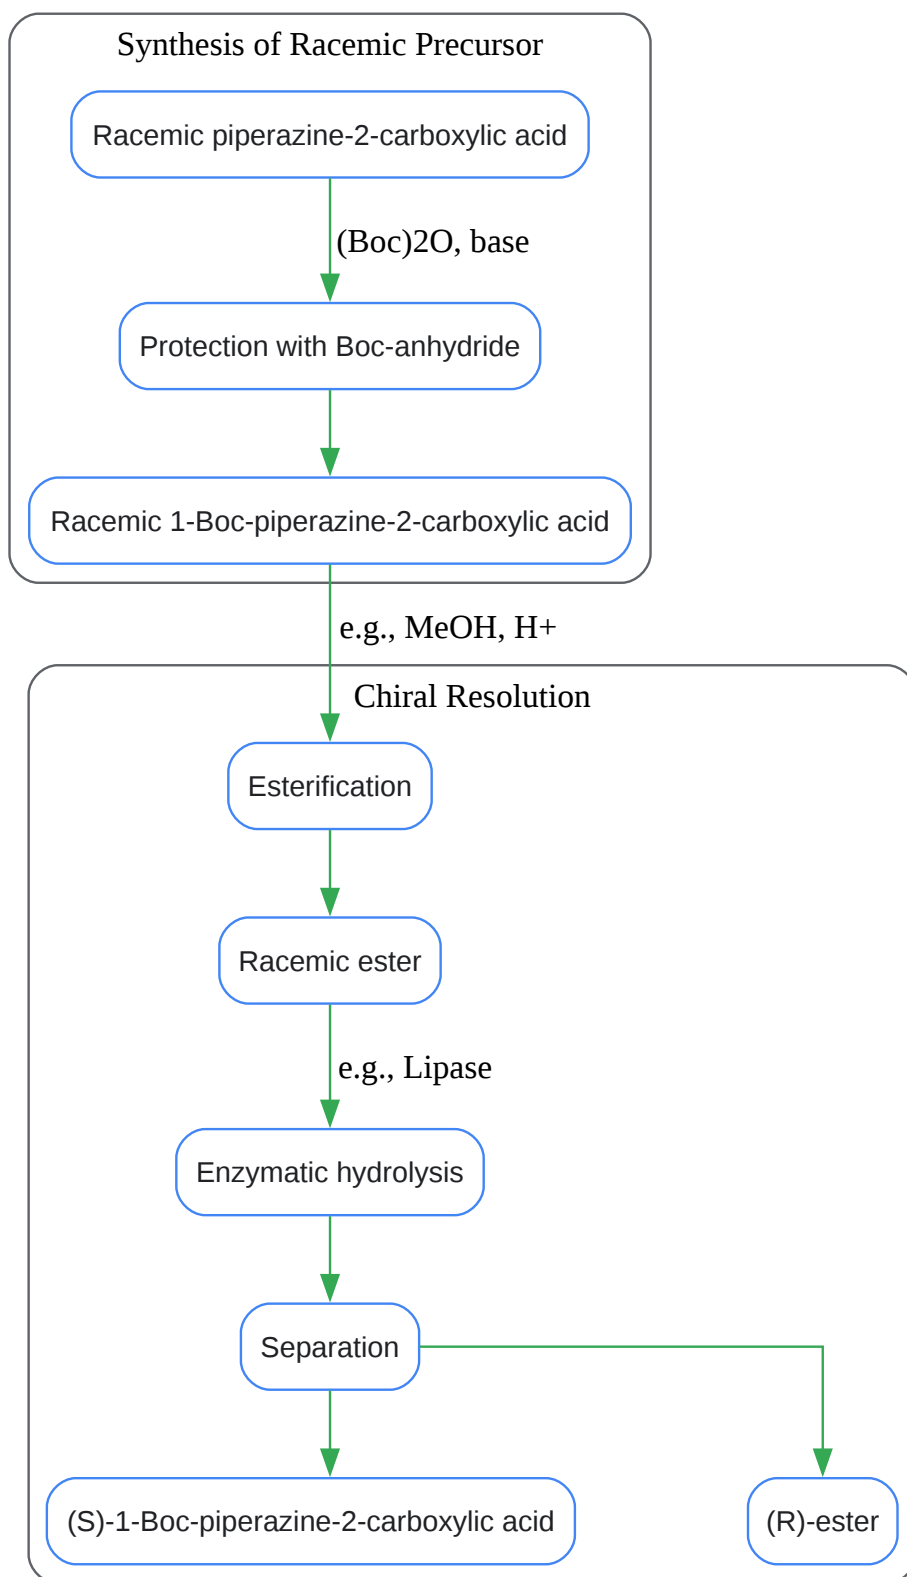 Synthesis of Racemic Precursor
Racemic piperazine-2-carboxylic acid
(Boc)2O, base
Protection with Boc-anhydride
Racemic 1-Boc-piperazine-2-carboxylic acid
e.g., MeOH, H+
Chiral Resolution
Esterification
Racemic ester
e.g., Lipase
Enzymatic hydrolysis
Separation
(S)-1-Boc-piperazine-2-carboxylic acid
(R)-ester